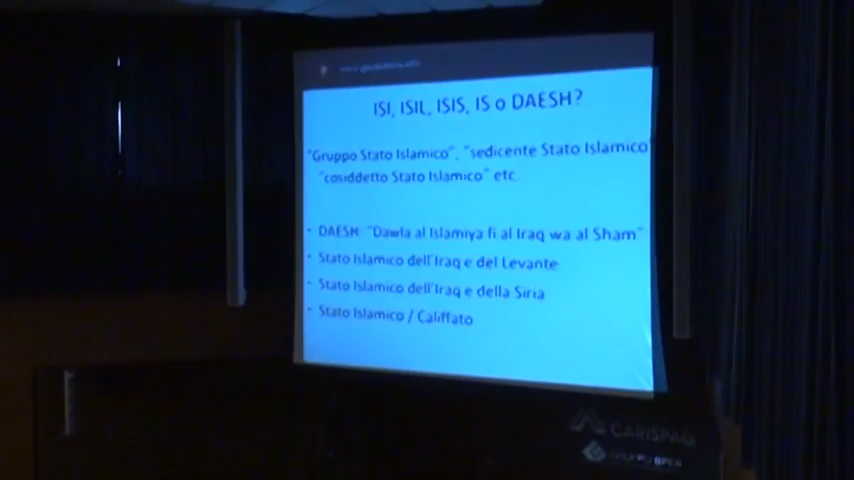 ISI, ISIL, ISIS, IS o DAESH?
"Gruppo Stato Islamico", "sedicente Stato Islamico"
"cosiddetto Stato Islamico" etc.
• DAESH: "Dawla al Islamiya fi al Iraq wa al Sham"
• Stato Islamico dell'Iraq e del Levante
• Stato Islamico dell'Iraq e della Siria
• Stato Islamico / Califfato
CARISPAQ
GRUPPO BPER